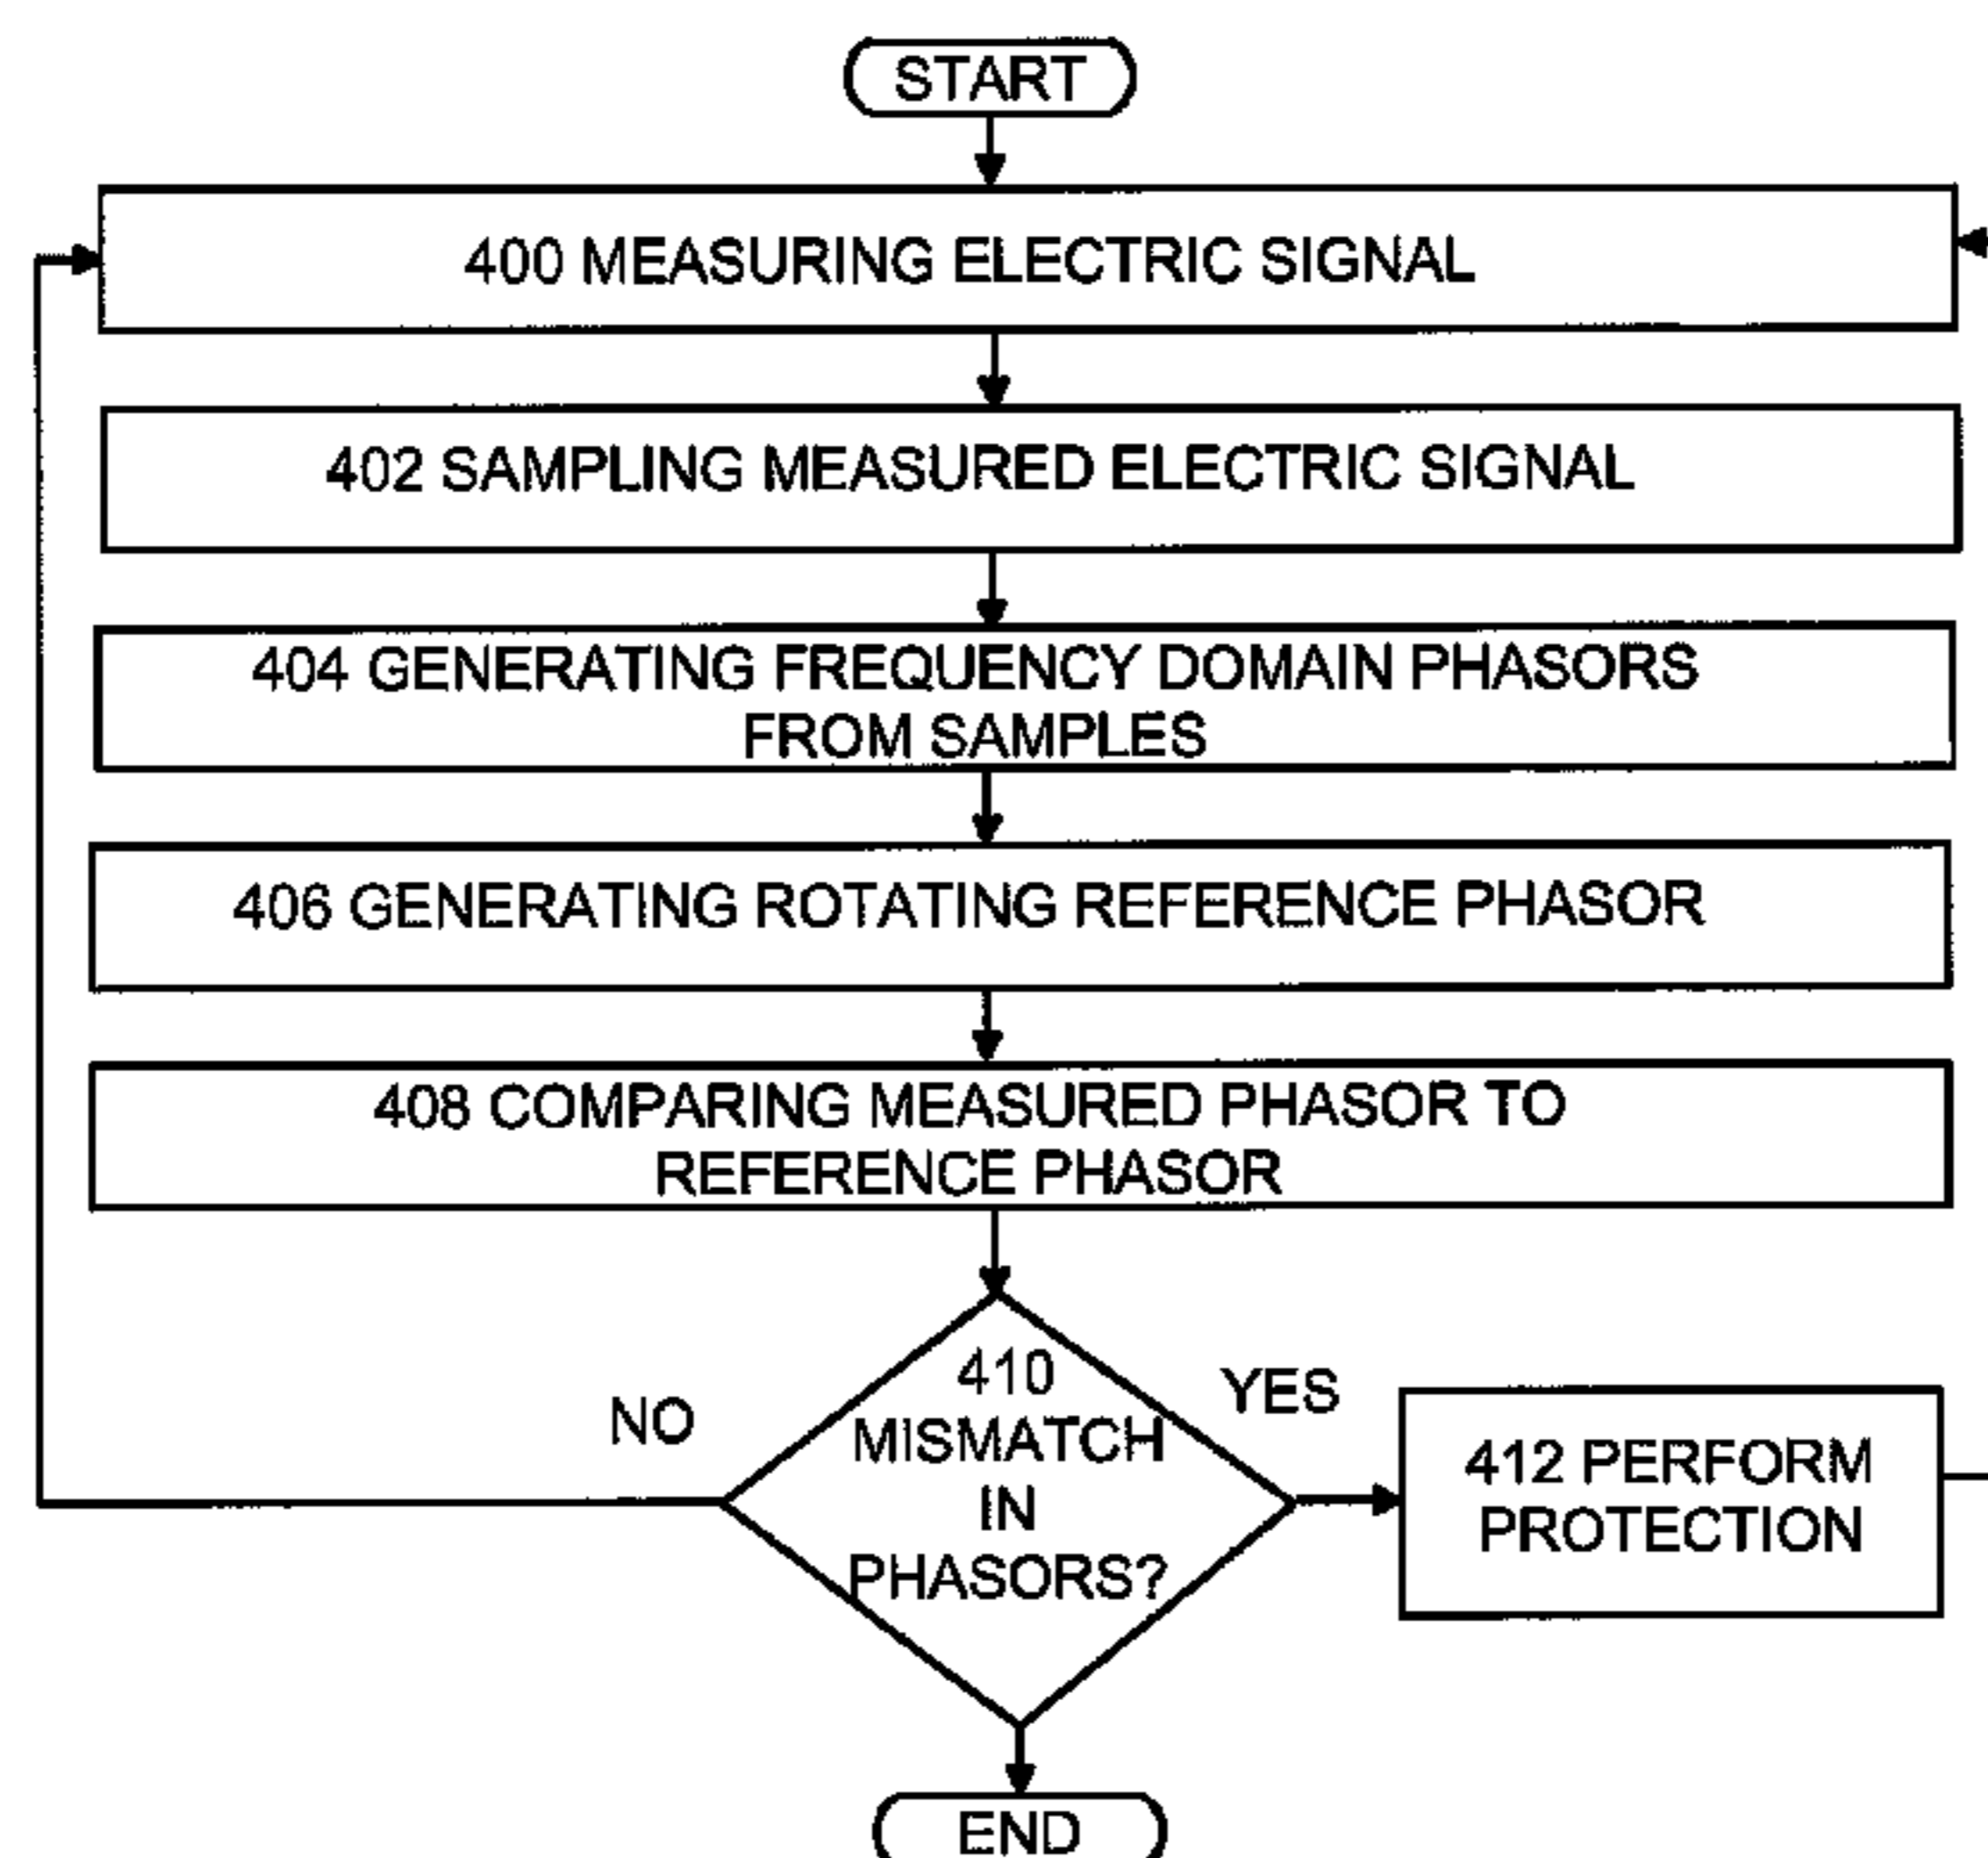 START
400 MEASURING ELECTRIC SIGNAL
402 SAMPLING MEASURED ELECTRIC SIGNAL
404 GENERATING FREQUENCY DOMAIN PHASORS
FROM SAMPLES
406 GENERATING ROTATING REFERENCE PHASOR
408 COMPARING MEASURED PHASOR TO
REFERENCE PHASOR
410
MISMATCH
IN
PHASORS?
NO
YES
412 PERFORM
PROTECTION
END